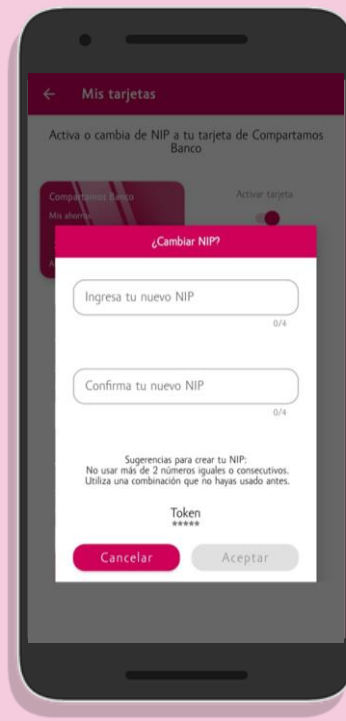 Mis tarjetas
Activa o cambia de NIP a tu tarjeta de Compartamos
Banco
Compartamos Banco
Activar tarjeta
Mis ahorros
¿Cambiar NIP?
Ingresa tu nuevo NIP
0/4
Confirma tu nuevo NIP
0/4
Sugerencias para crear tu NIP:
No usar más de 2 números iguales o consecutivos.
Utiliza una combinación que no hayas usado antes.
Token
*****
Cancelar
Aceptar